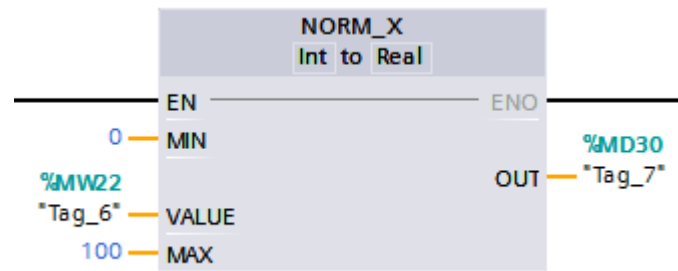 NORM_X
Int to Real
EN ENO
0 MIN
%MD30
%MW22
OUT "Tag_7"
"Tag_6" VALUE
100 MAX